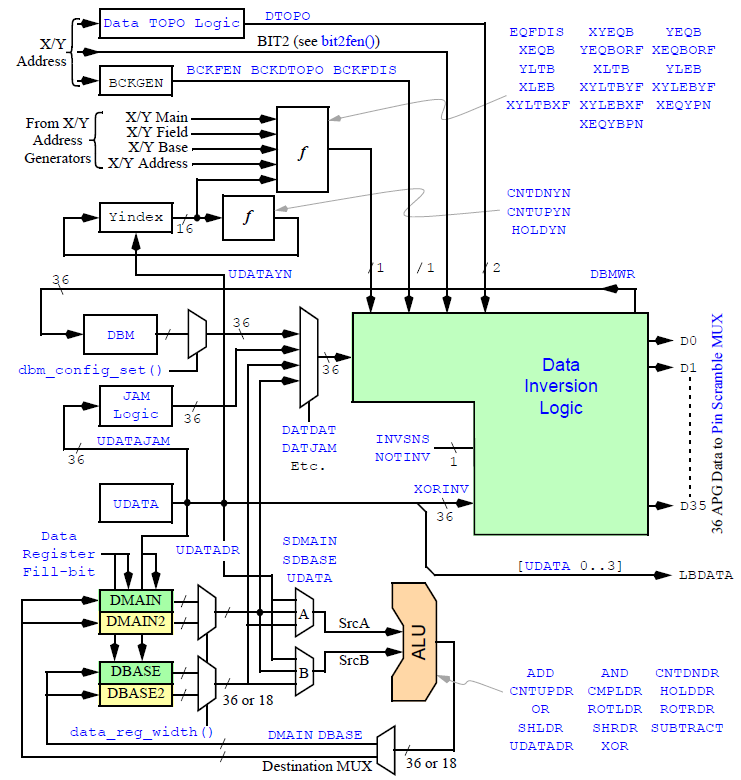 Data TOPO Logic
DTOPO
X/Y
Address
BIT2 (see bit2fen())
BCKGEN
BCKFEN BCKDTOPO BCKFDIS
EQFDIS XYEQB YEQB
XEQB YEQBORF XEQBORF
YLTB XLTB YLEB
XLEB XYLTBYF XYLEBYF
XYLTBXF XYLEBXF XEQYPN
XEQYBPN
From X/Y
Address
Generators
X/Y Main
X/Y Field
X/Y Base
X/Y Address
f
Yindex
16
f
CNTDNYN
CNTUPYN
HOLDYN
UDATAYN
1
1
2
DBMWR
36
DBM
36
dbm_config_set()
JAM
Logic
36
UDATAJAM
36
36
DATDAT
DATJAM
Etc.
Data
Inversion
Logic
INVSNS
NOTINV
1
XORINV
36
D0
D1
D35
36 APG Data to Pin Scramble MUX
UDATA
[UDATA 0..3]
LBDATA
Data
Register
Fill-bit
UDATADR
SDMAIN
SDBASE
UDATA
DMAIN
DMAIN2
DBASE
DBASE2
A
B
SrcA
SrcB
ALU
36 or 18
data_reg_width()
DMAIN DBASE
Destination MUX
36 or 18
ADD AND CNTDNDR
CNTUPDR CMPLDR HOLDDR
OR ROTLDR ROTRDR
SHLDR SHRDR SUBTRACT
UDATADR XOR